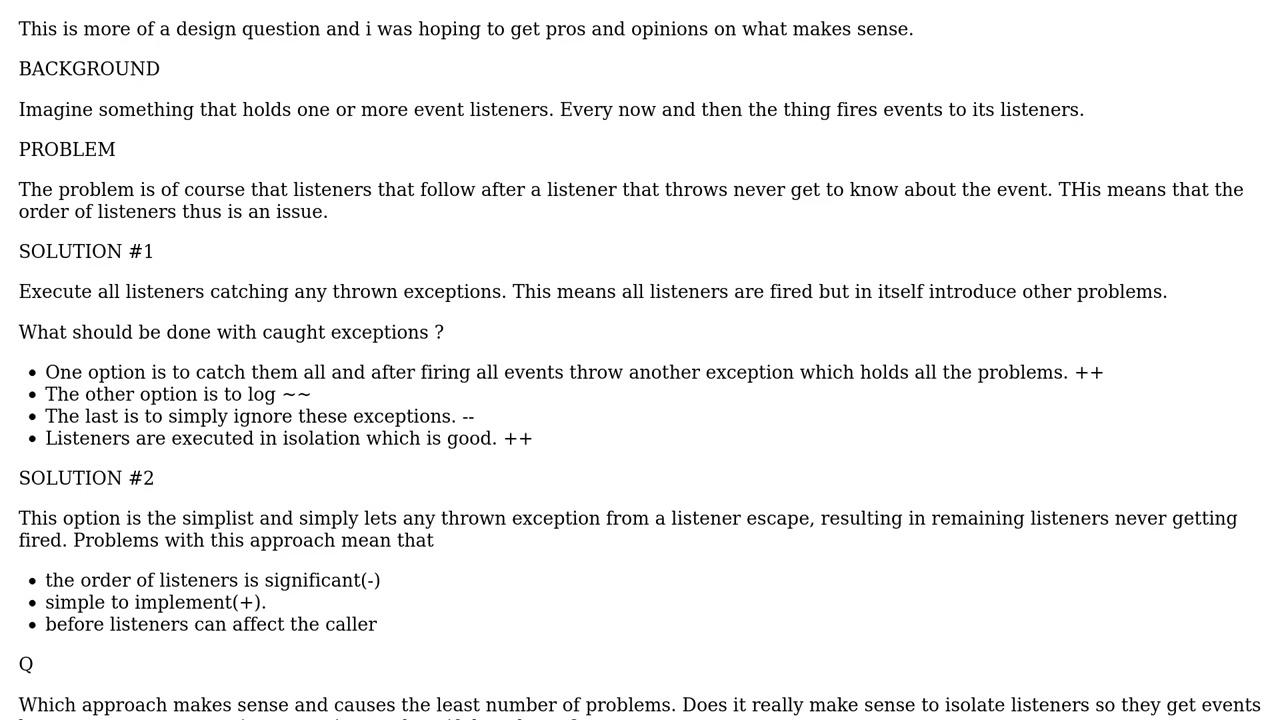 This is more of a design question and i was hoping to get pros and opinions on what makes sense.
BACKGROUND
Imagine something that holds one or more event listeners. Every now and then the thing fires events to its listeners.
PROBLEM
The problem is of course that listeners that follow after a listener that throws never get to know about the event. THis means that the
order of listeners thus is an issue.
SOLUTION #1
Execute all listeners catching any thrown exceptions. This means all listeners are fired but in itself introduce other problems.
What should be done with caught exceptions ?
• One option is to catch them all and after firing all events throw another exception which holds all the problems. ++
• The other option is to log ~~
• The last is to simply ignore these exceptions. --
• Listeners are executed in isolation which is good. ++
SOLUTION #2
This option is the simplist and simply lets any thrown exception from a listener escape, resulting in remaining listeners never getting
fired. Problems with this approach mean that
• the order of listeners is significant(-)
• simple to implement(+).
• before listeners can affect the caller
Q
Which approach makes sense and causes the least number of problems. Does it really make sense to isolate listeners so they get events